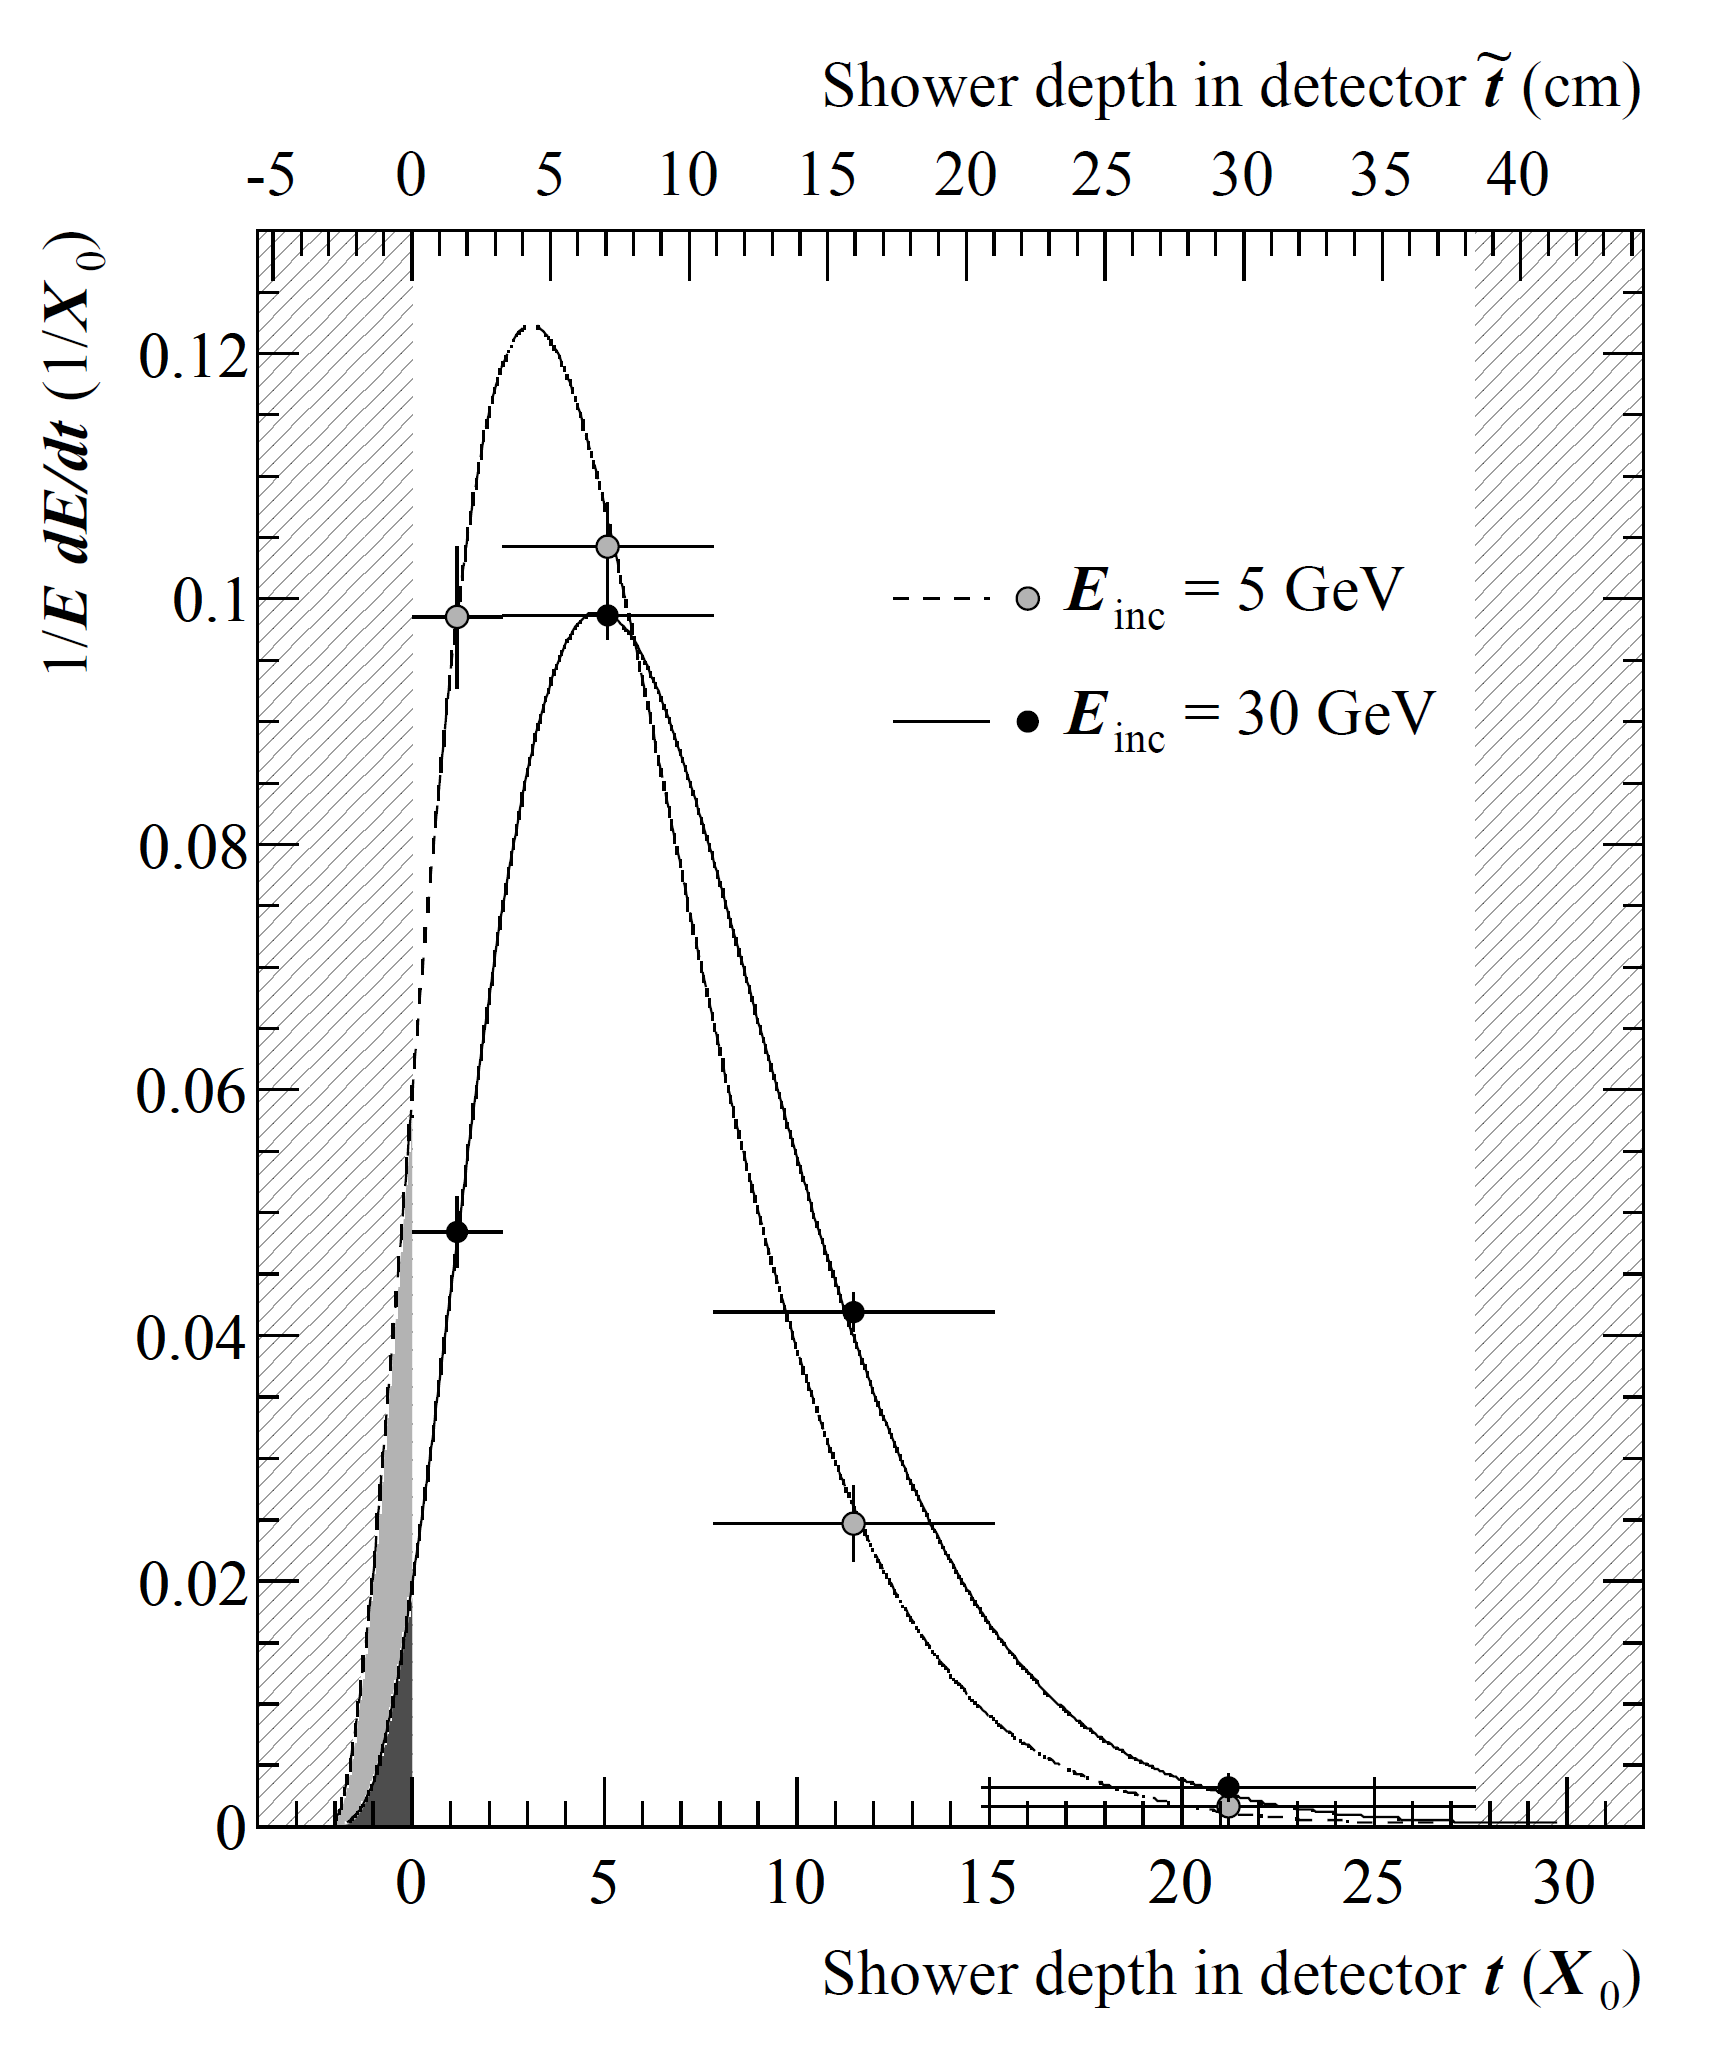 Shower depth in detector t̃ (cm)
-5 0 5 10 15 20 25 30 35 40
1/E dE/dt (1/X₀)
0.12
0.1
0.08
0.06
0.04
0.02
0
E_inc = 5 GeV
E_inc = 30 GeV
0 5 10 15 20 25 30
Shower depth in detector t (X₀)